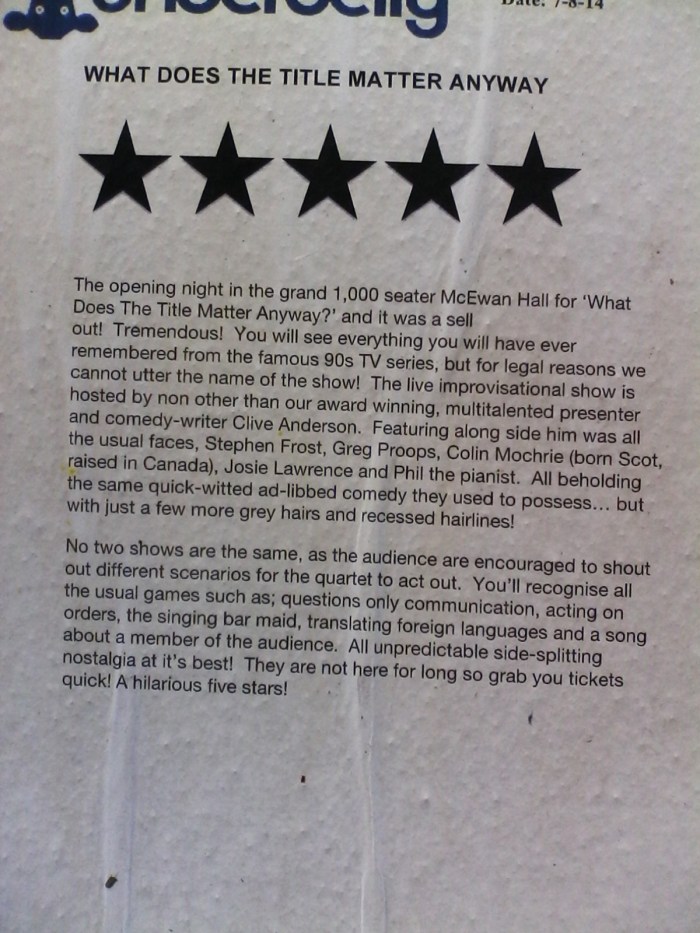 Date: 7-8-14
WHAT DOES THE TITLE MATTER ANYWAY
The opening night in the grand 1,000 seater McEwan Hall for 'What
Does The Title Matter Anyway?' and it was a sell
out! Tremendous! You will see everything you will have ever
remembered from the famous 90s TV series, but for legal reasons we
cannot utter the name of the show! The live improvisational show is
hosted by non other than our award winning, multitalented presenter
and comedy-writer Clive Anderson. Featuring along side him was all
the usual faces, Stephen Frost, Greg Proops, Colin Mochrie (born Scot,
raised in Canada), Josie Lawrence and Phil the pianist. All beholding
the same quick-witted ad-libbed comedy they used to possess... but
with just a few more grey hairs and recessed hairlines!
No two shows are the same, as the audience are encouraged to shout
out different scenarios for the quartet to act out. You'll recognise all
the usual games such as; questions only communication, acting on
orders, the singing bar maid, translating foreign languages and a song
about a member of the audience. All unpredictable side-splitting
nostalgia at it's best! They are not here for long so grab you tickets
quick! A hilarious five stars!